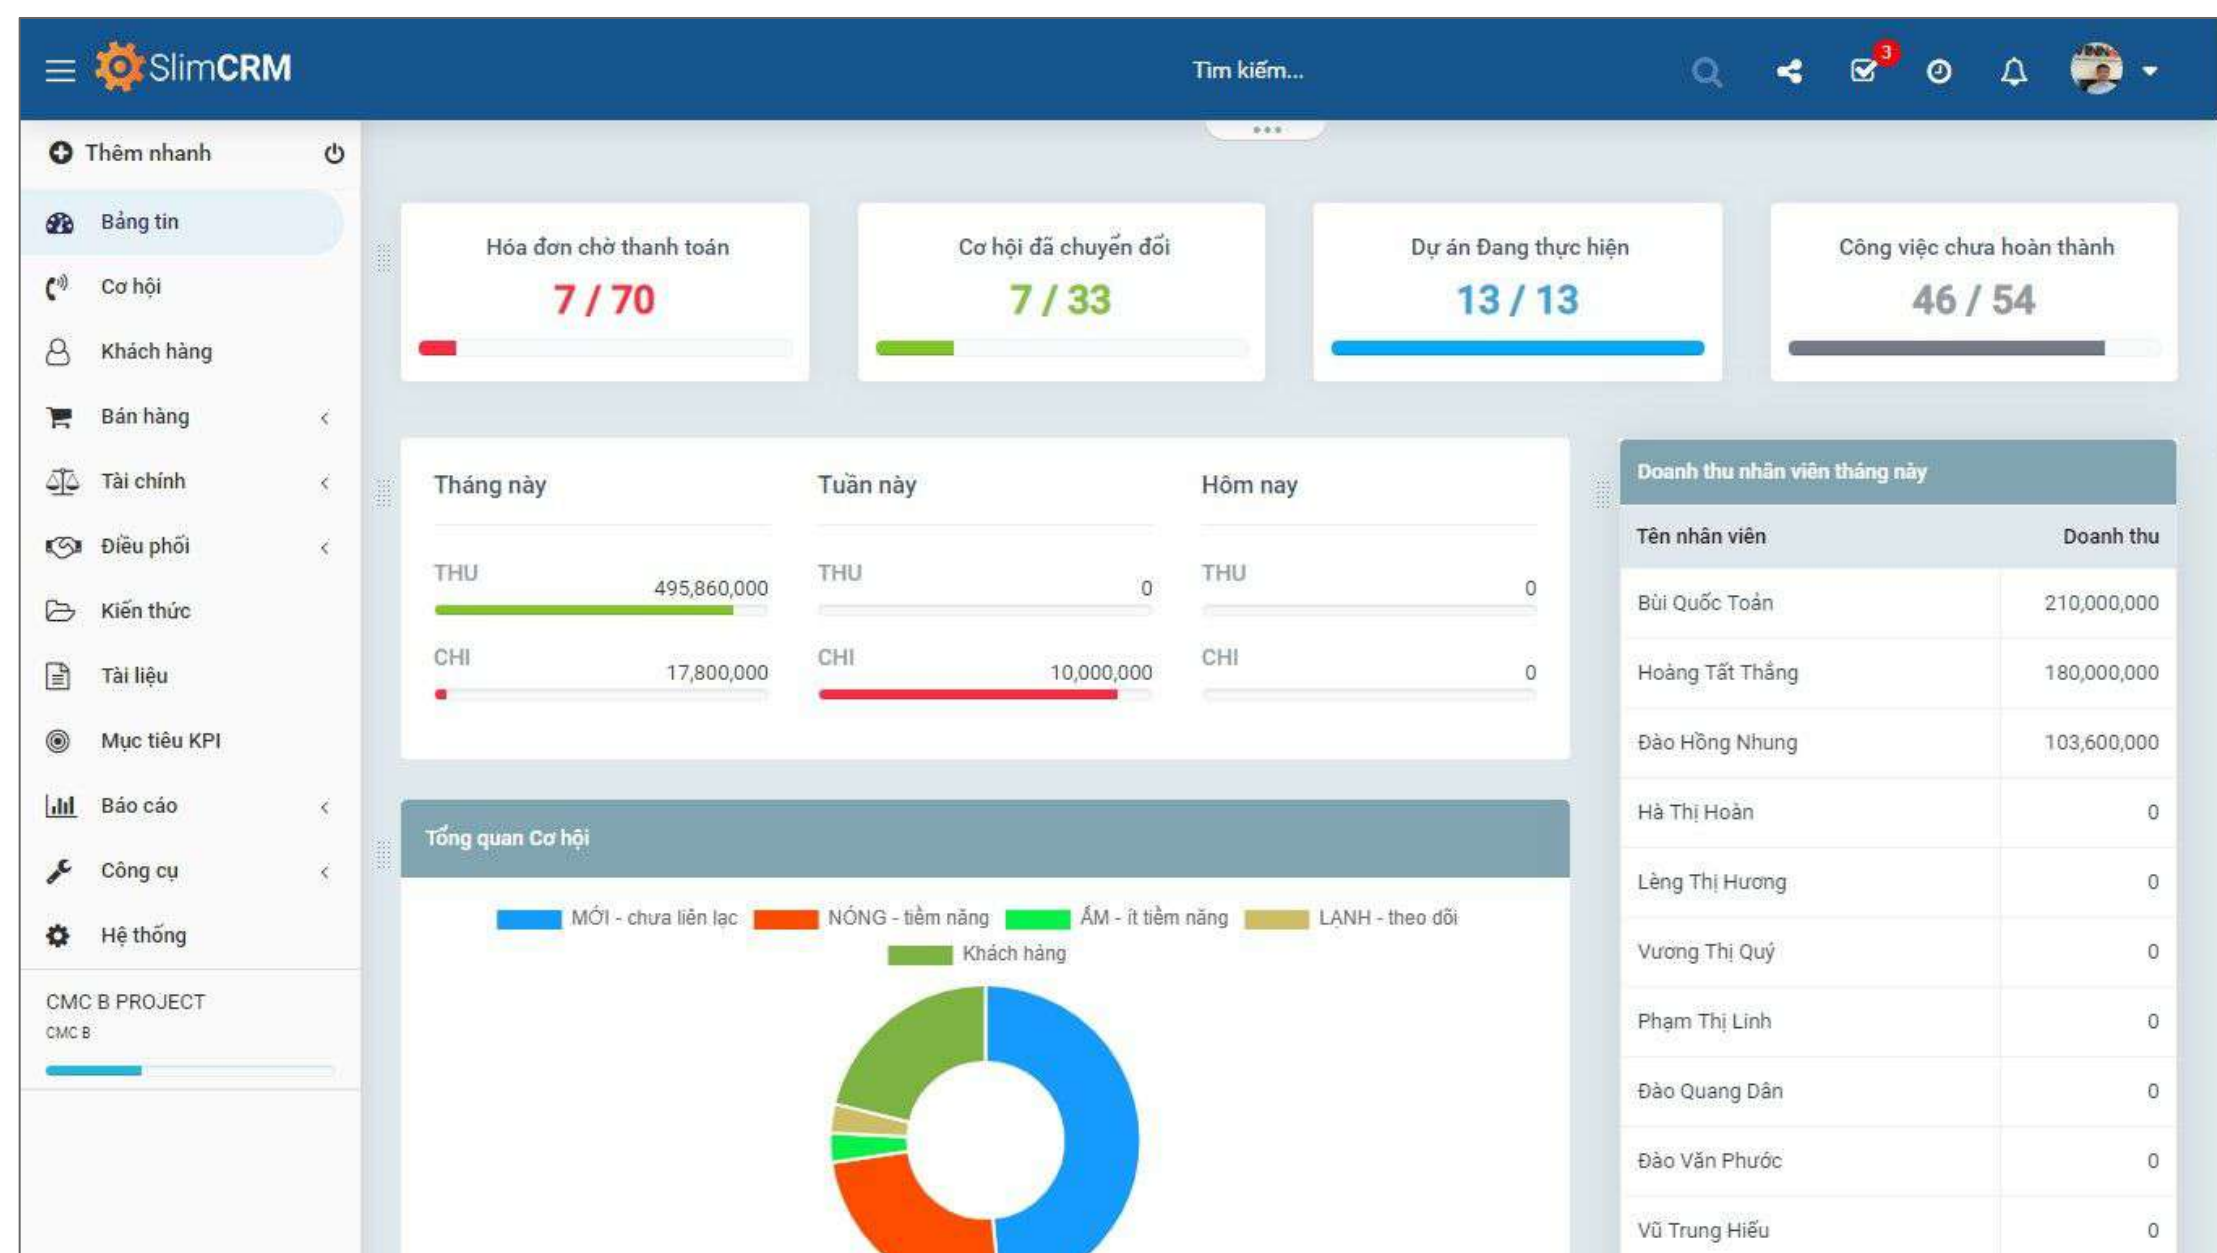 SlimCRM
Tìm kiếm...
3
Thêm nhanh
Bảng tin
Cơ hội
Khách hàng
Bán hàng
Tài chính
Điều phối
Kiến thức
Tài liệu
Mục tiêu KPI
Báo cáo
Công cụ
Hệ thống
CMC B PROJECT
CMC B
Hóa đơn chờ thanh toán
7 / 70
Cơ hội đã chuyển đổi
7 / 33
Dự án Đang thực hiện
13 / 13
Công việc chưa hoàn thành
46 / 54
Tháng này
THU
495,860,000
CHI
17,800,000
Tuần này
THU
0
CHI
10,000,000
Hôm nay
THU
0
CHI
0
Tổng quan Cơ hội
MỚI - chưa liên lạc NÓNG - tiềm năng ẤM - ít tiềm năng LẠNH - theo dõi
Khách hàng
Doanh thu nhân viên tháng này
Tên nhân viên Doanh thu
Bùi Quốc Toản 210,000,000
Hoàng Tất Thắng 180,000,000
Đào Hồng Nhung 103,600,000
Hà Thị Hoàn 0
Lèng Thị Hương 0
Vương Thị Quý 0
Phạm Thị Linh 0
Đào Quang Dân 0
Đào Văn Phước 0
Vũ Trung Hiếu 0